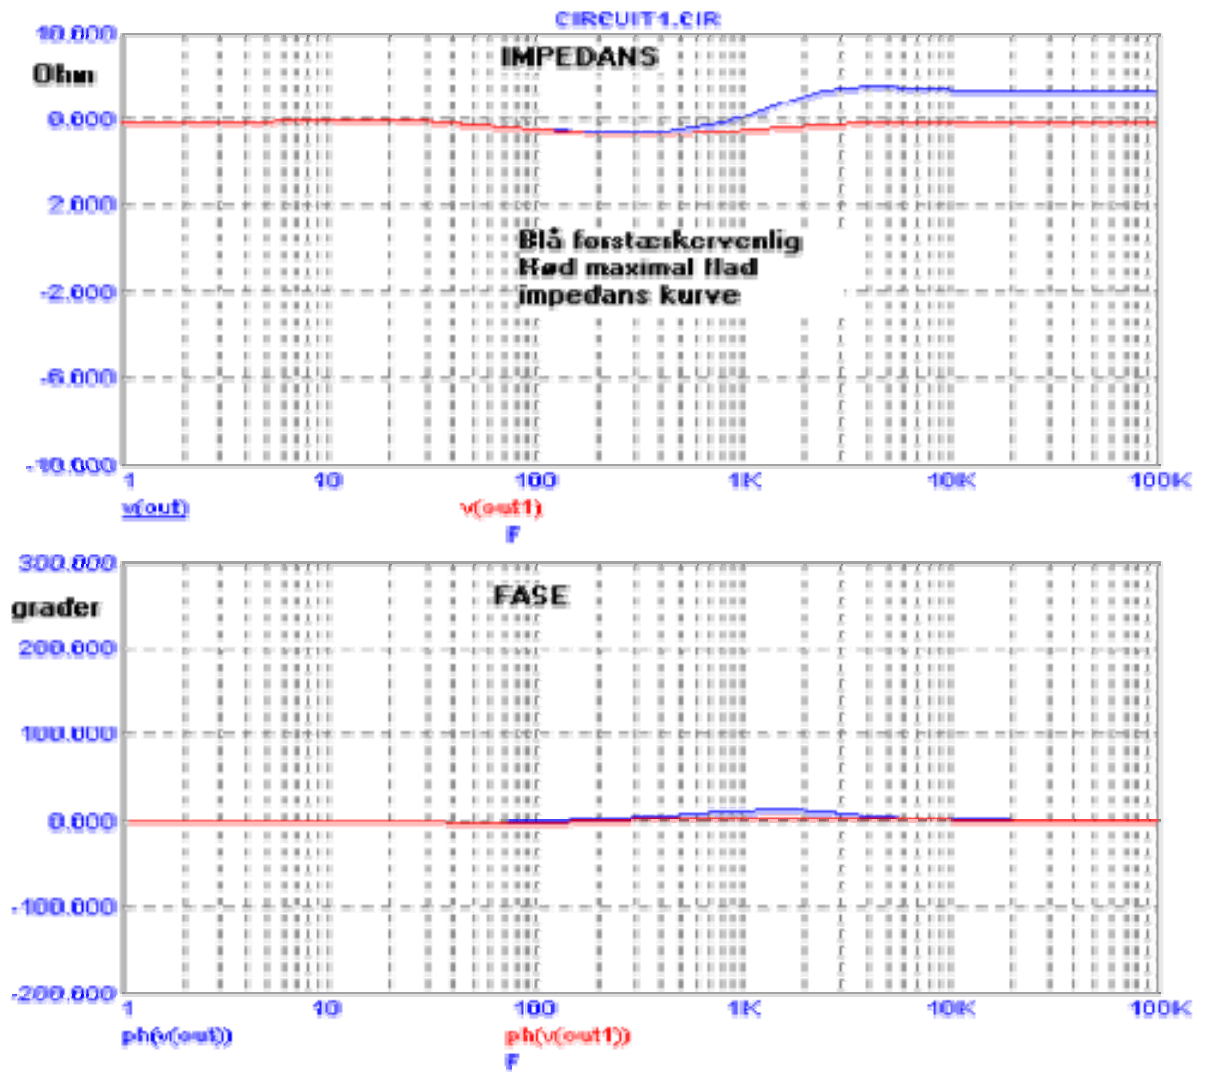 CIRCUIT1.CIR
10.000
IMPEDANS
Ohm
6.000
2.000
Blå forstærkervenlig
Rød maximal flad
impedans kurve
-2.000
-6.000
-10.000
1 10 100 1K 10K 100K
v(out) v(out1)
F
300.000
FASE
grader
200.000
100.000
0.000
-100.000
-200.000
1 10 100 1K 10K 100K
ph(v(out)) ph(v(out1))
F